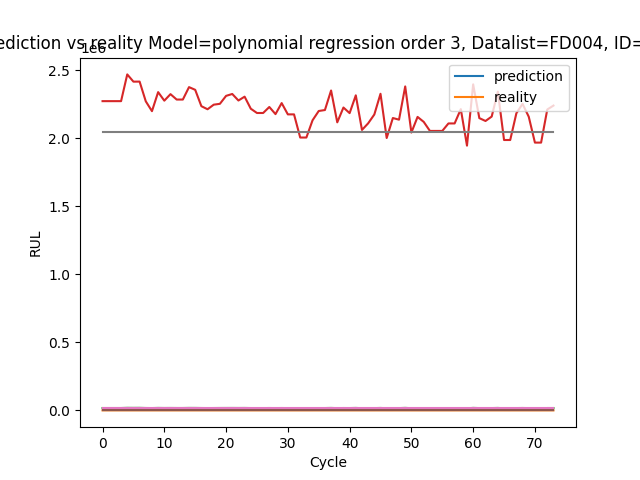 ediction vs reality Model=polynomial regression order 3, Datalist=FD004, ID=
1e6
prediction
reality
2.5
2.0
1.5
1.0
0.5
0.0
RUL
0 10 20 30 40 50 60 70
Cycle